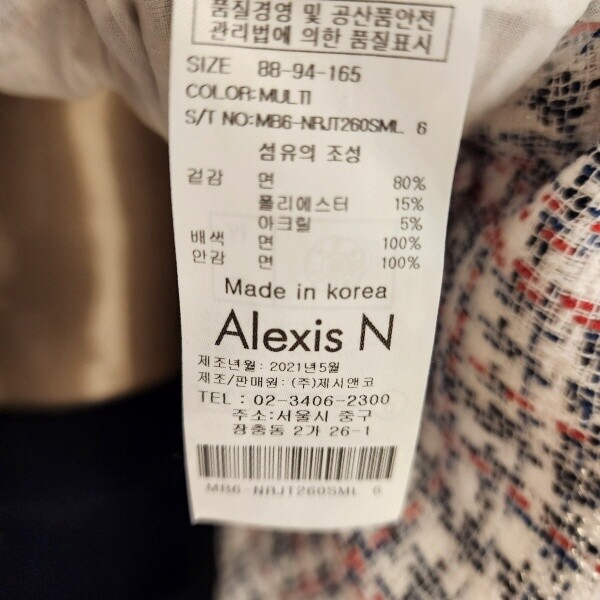 품질경영 및 공산품안전
관리법에 의한 품질표시
SIZE 88-94-165
COLOR:MULTI
S/T NO:MB6-NRJT260SML 6
섬유의 조성
겉감 면 80%
폴리에스터 15%
아크릴 5%
배색 면 100%
안감 면 100%
Made in korea
Alexis N
제조년월 : 2021년5월
제조/판매원 : (주)제시앤코
TEL : 02-3406-2300
주소:서울시 중구
장충동 2가 26-1
MB6-NRJT260SML 6